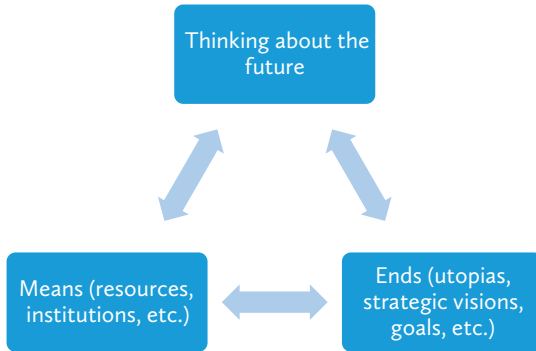 Thinking about the
future
Means (resources,
institutions, etc.)
Ends (utopias,
strategic visions,
goals, etc.)